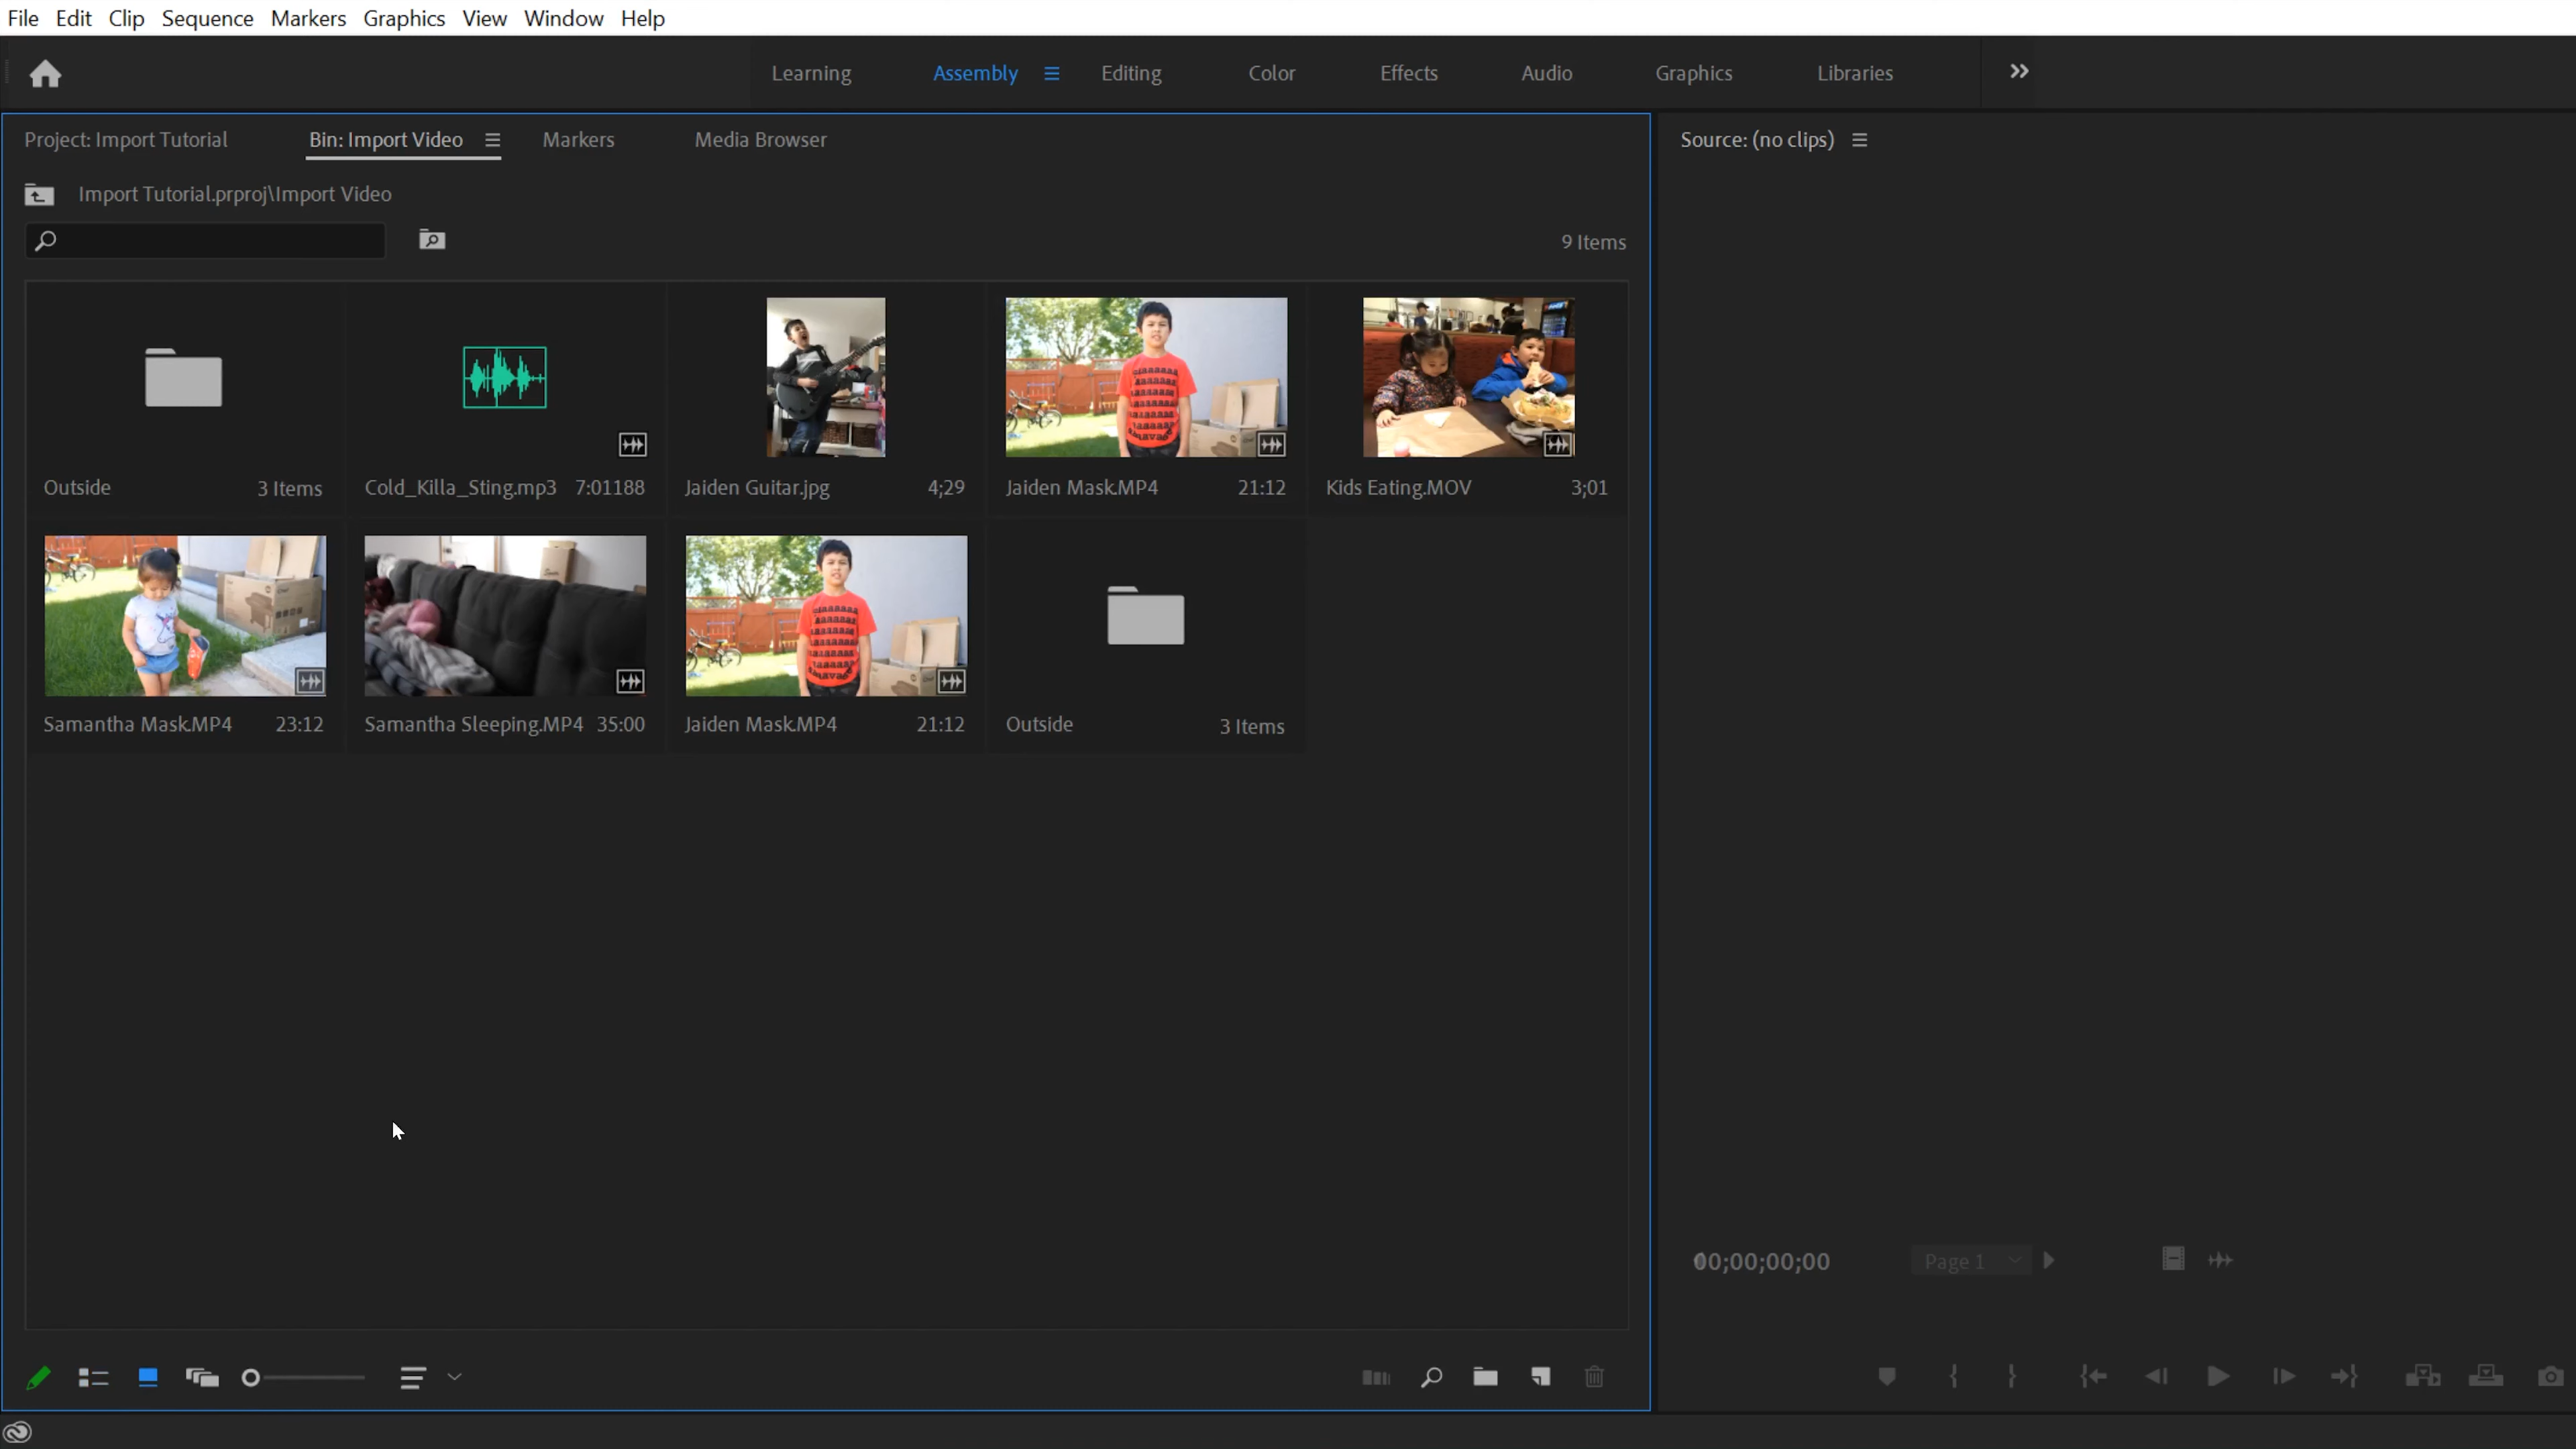 File Edit Clip Sequence Markers Graphics View Window Help
Learning Assembly Editing Color Effects Audio Graphics Libraries
Project: Import Tutorial Bin: Import Video Markers Media Browser
Source: (no clips)
Import Tutorial.prproj\Import Video
9 Items
Outside 3 Items
Cold_Killa_Sting.mp3 7:01188
Jaiden Guitar.jpg 4;29
Jaiden Mask.MP4 21:12
Kids Eating.MOV 3;01
Samantha Mask.MP4 23:12
Samantha Sleeping.MP4 35:00
Jaiden Mask.MP4 21:12
Outside 3 Items
00;00;00;00
Page 1